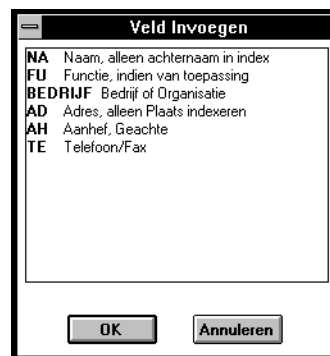 Veld Invoegen
NA Naam, alleen achternaam in index
FU Functie, indien van toepassing
BEDRIJF Bedrijf of Organisatie
AD Adres, alleen Plaats indexeren
AH Aanhef, Geachte
TE Telefoon/Fax
OK Annuleren